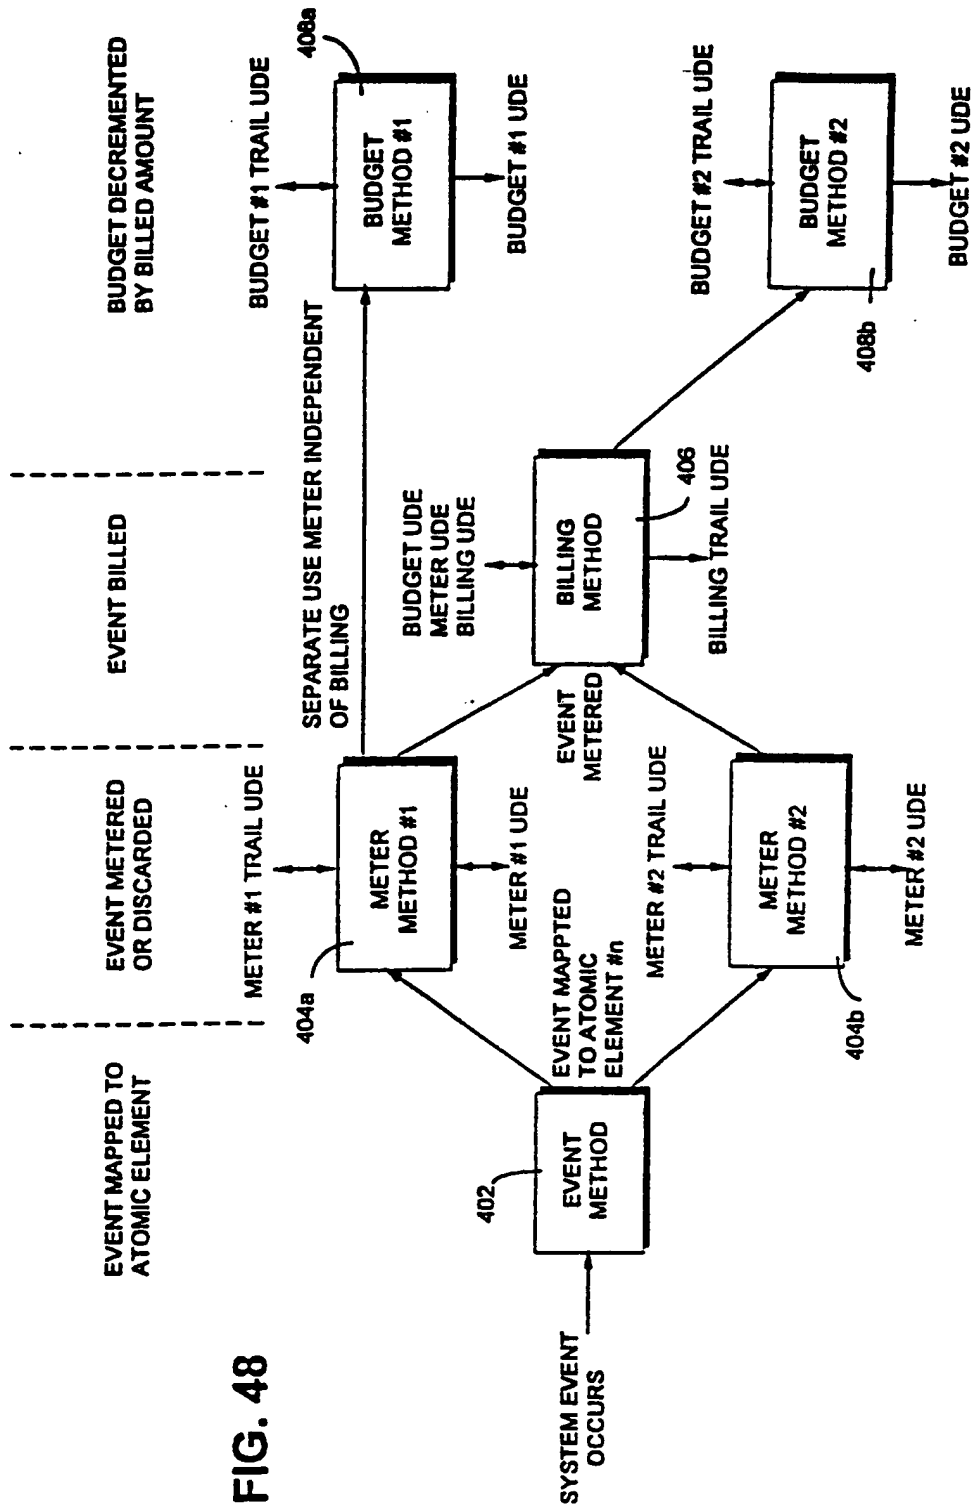 FIG. 48
EVENT MAPPED TO
ATOMIC ELEMENT
EVENT METERED
OR DISCARDED
EVENT BILLED
BUDGET DECREMENTED
BY BILLED AMOUNT
SYSTEM EVENT
OCCURS
402
EVENT
METHOD
EVENT MAPPTED
TO ATOMIC
ELEMENT #n
METER #1 TRAIL UDE
404a
METER
METHOD #1
METER #1 UDE
METER #2 TRAIL UDE
METER
METHOD #2
404b
METER #2 UDE
SEPARATE USE METER INDEPENDENT
OF BILLING
EVENT
METERED
BUDGET UDE
METER UDE
BILLING UDE
BILLING
METHOD
406
BILLING TRAIL UDE
BUDGET #1 TRAIL UDE
408a
BUDGET
METHOD #1
BUDGET #1 UDE
BUDGET #2 TRAIL UDE
BUDGET
METHOD #2
408b
BUDGET #2 UDE